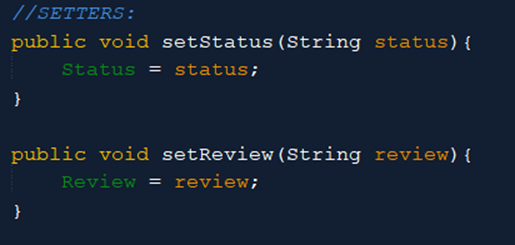 //SETTERS:
public void setStatus(String status){
Status = status;
}
public void setReview(String review){
Review = review;
}